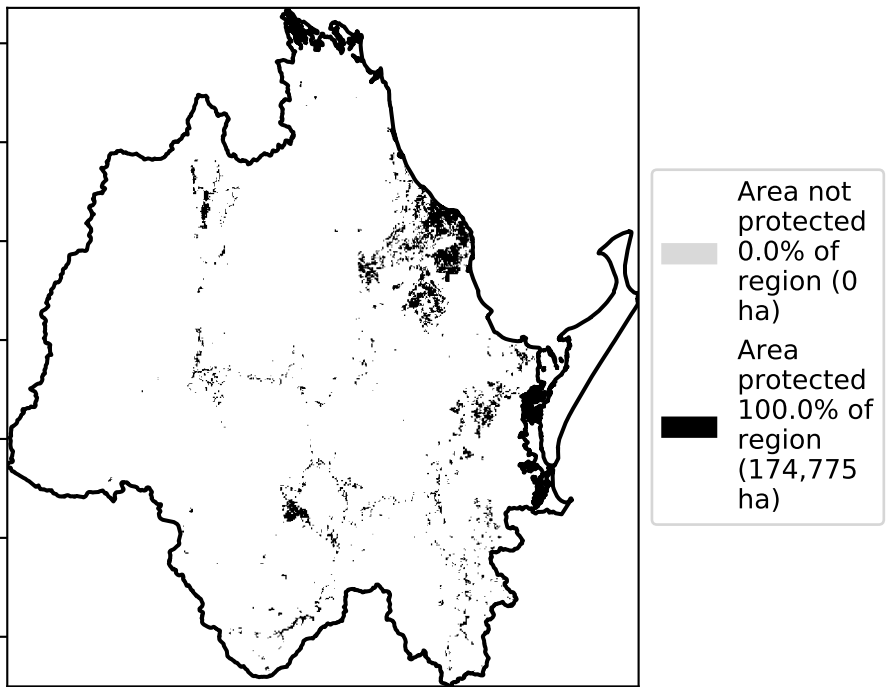 Area not
protected
0.0% of
region (0
ha)
Area
protected
100.0% of
region
(174,775
ha)